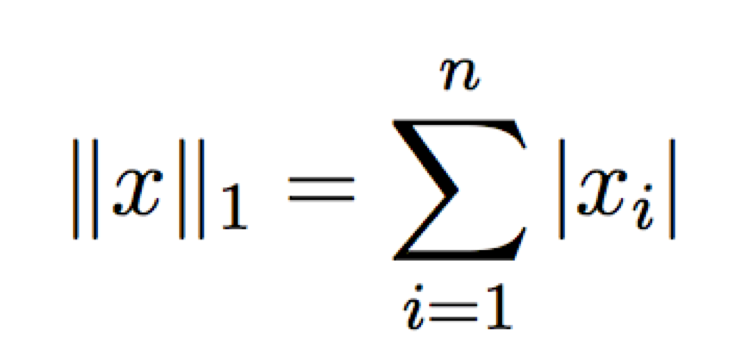 ‖x‖₁ = ∑ᵢ₌₁ⁿ |xᵢ|